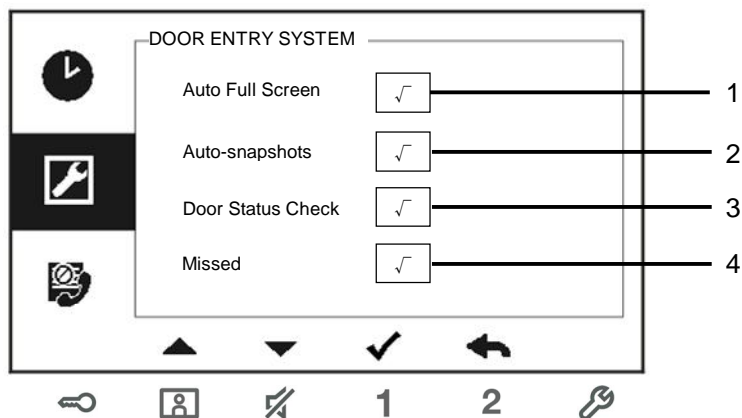 DOOR ENTRY SYSTEM
Auto Full Screen √ 1
Auto-snapshots √ 2
Door Status Check √ 3
Missed √ 4
1 2